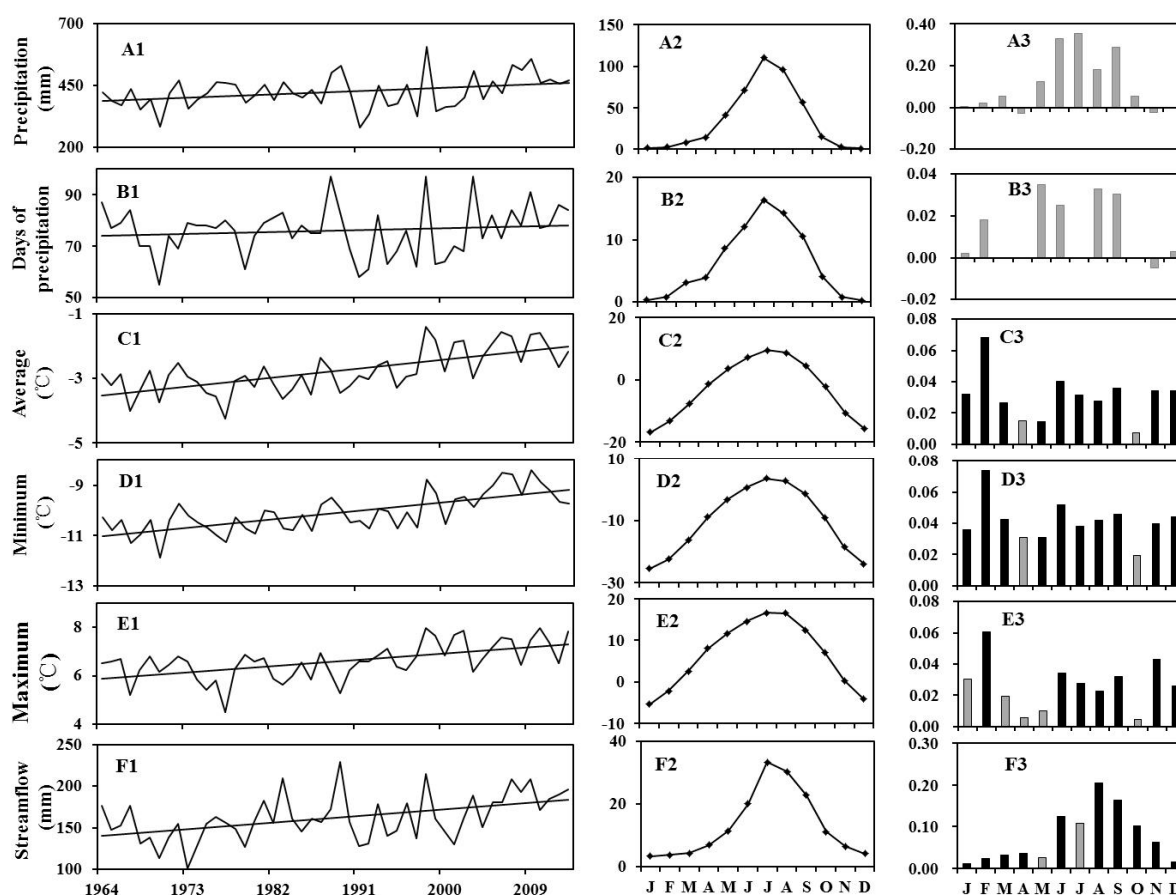 Precipitation
(mm)
700
450
200
A1
150
100
50
0
A2
0.40
0.20
0.00
-0.20
A3
Days of
precipitation
90
70
50
B1
20
10
0
B2
0.04
0.02
0.00
-0.02
B3
Average
(℃)
-1
-3
-5
C1
20
0
-20
C2
0.08
0.06
0.04
0.02
0.00
C3
Minimum
(℃)
-9
-11
-13
D1
10
-10
-30
D2
0.08
0.06
0.04
0.02
0.00
D3
Maximum
(℃)
8
6
4
E1
20
10
0
-10
E2
0.08
0.06
0.04
0.02
0.00
E3
Streamflow
(mm)
250
200
150
100
F1
40
20
0
F2
0.30
0.20
0.10
0.00
F3
1964 1973 1982 1991 2000 2009
J F M A M J J A S O N D
J F M A M J J A S O N